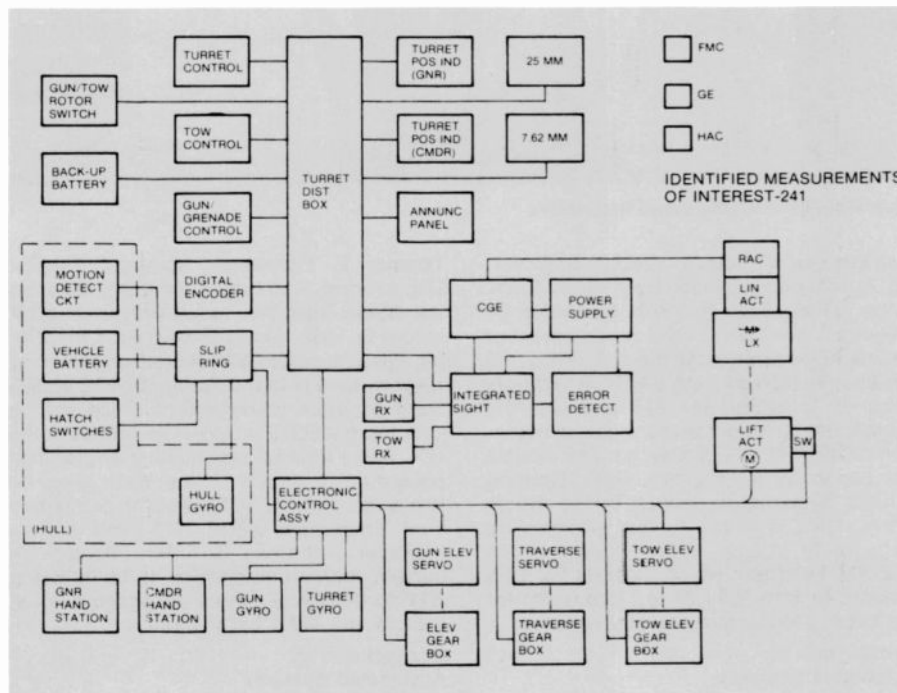 TURRET
CONTROL
TURRET
POS IND
(GNR)
25 MM
FMC
GUN/TOW
ROTOR
SWITCH
GE
TOW
CONTROL
TURRET
POS IND
(CMDR)
7.62 MM
HAC
BACK-UP
BATTERY
TURRET
DIST
BOX
IDENTIFIED MEASUREMENTS
OF INTEREST-241
GUN/
GRENADE
CONTROL
ANNUNC
PANEL
MOTION
DETECT
CKT
DIGITAL
ENCODER
CGE
POWER
SUPPLY
RAC
LIN
ACT
M
LX
VEHICLE
BATTERY
SLIP
RING
GUN
RX
INTEGRATED
SIGHT
ERROR
DETECT
HATCH
SWITCHES
TOW
RX
LIFT
ACT
M
SW
HULL
GYRO
(HULL)
ELECTRONIC
CONTROL
ASSY
GUN ELEV
SERVO
TRAVERSE
SERVO
TOW ELEV
SERVO
GNR
HAND
STATION
CMDR
HAND
STATION
GUN
GYRO
TURRET
GYRO
ELEV
GEAR
BOX
TRAVERSE
GEAR
BOX
TOW ELEV
GEAR
BOX